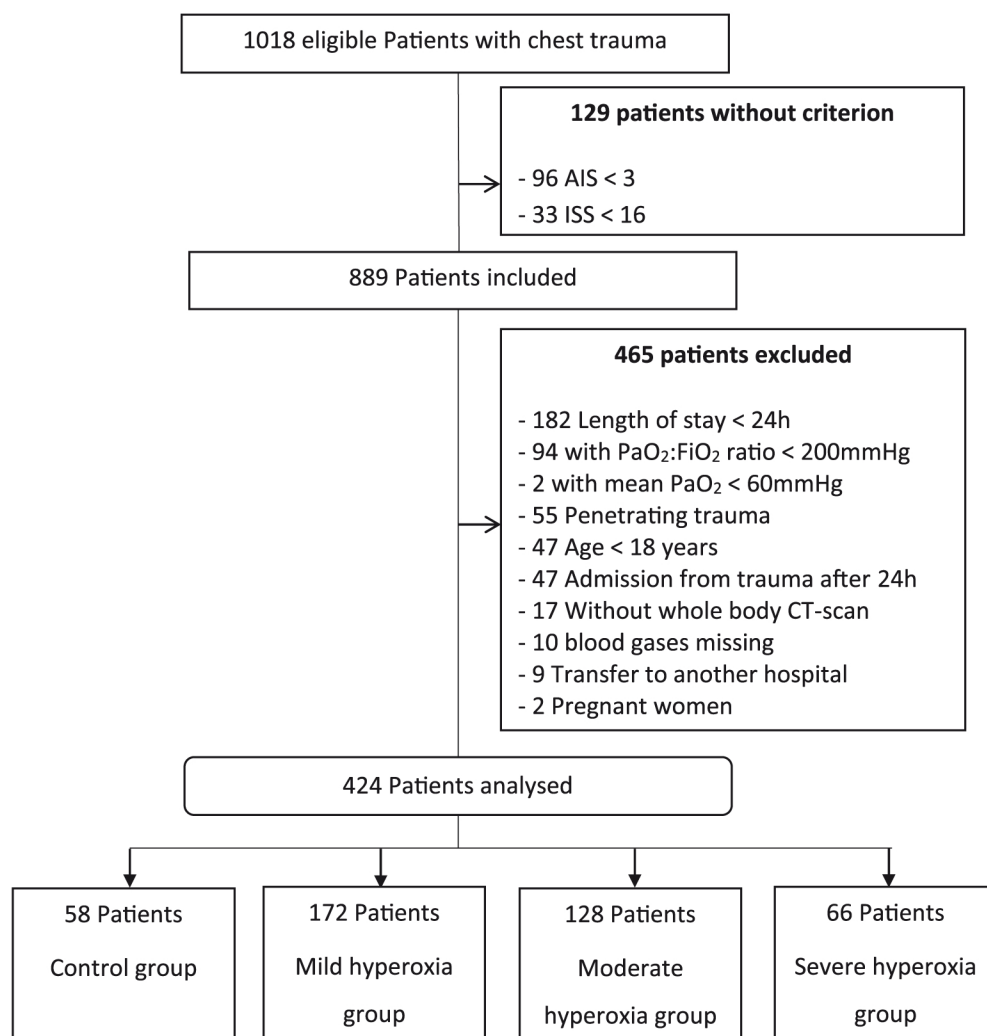 1018 eligible Patients with chest trauma
129 patients without criterion
- 96 AIS < 3
- 33 ISS < 16
889 Patients included
465 patients excluded
- 182 Length of stay < 24h
- 94 with PaO₂:FiO₂ ratio < 200mmHg
- 2 with mean PaO₂ < 60mmHg
- 55 Penetrating trauma
- 47 Age < 18 years
- 47 Admission from trauma after 24h
- 17 Without whole body CT-scan
- 10 blood gases missing
- 9 Transfer to another hospital
- 2 Pregnant women
424 Patients analysed
58 Patients
Control group
172 Patients
Mild hyperoxia
group
128 Patients
Moderate
hyperoxia group
66 Patients
Severe hyperoxia
group